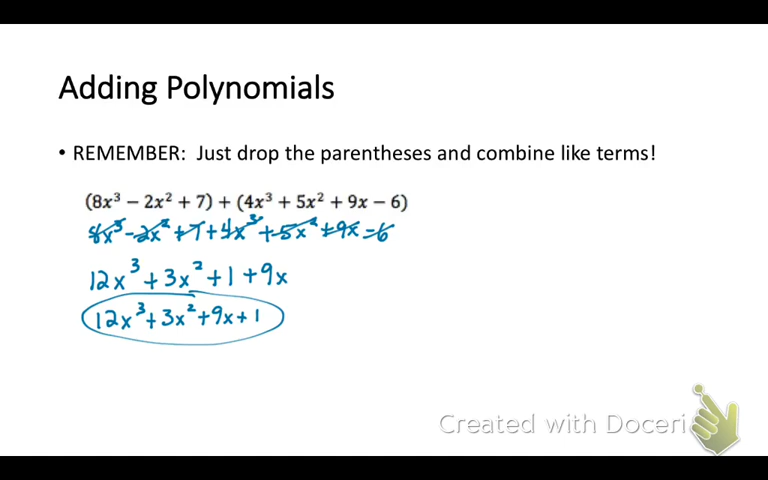 Adding Polynomials
• REMEMBER: Just drop the parentheses and combine like terms!
(8x³ − 2x² + 7) + (4x³ + 5x² + 9x − 6)
8x³ - 2x² + 7 + 4x³ + 5x² + 9x - 6
12x³ + 3x² + 1 + 9x
12x³ + 3x² + 9x + 1
Created with Doceri